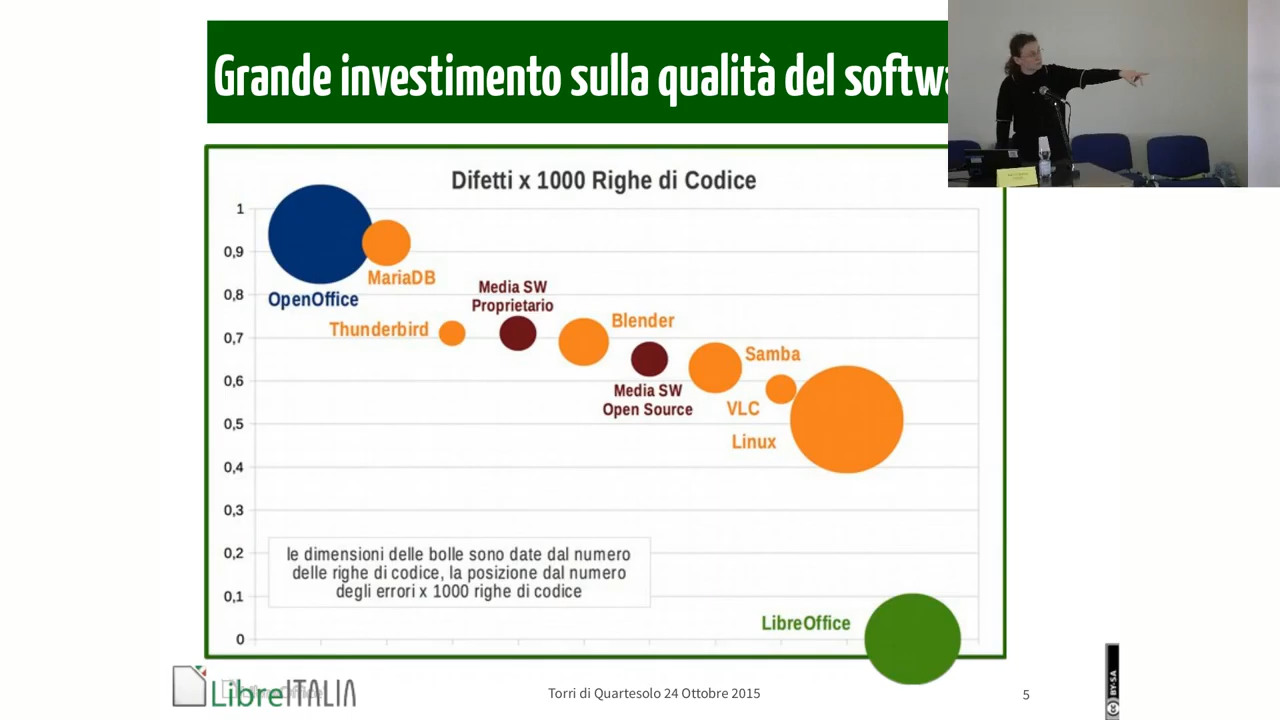 Grande investimento sulla qualità del softwa
Difetti x 1000 Righe di Codice
1
0,9
0,8
0,7
0,6
0,5
0,4
0,3
0,2
0,1
0
OpenOffice
MariaDB
Thunderbird
Media SW
Proprietario
Blender
Media SW
Open Source
Samba
VLC
Linux
LibreOffice
le dimensioni delle bolle sono date dal numero
delle righe di codice, la posizione dal numero
degli errori x 1000 righe di codice
LibreITALIA
Torri di Quartesolo 24 Ottobre 2015
5
BY-SA